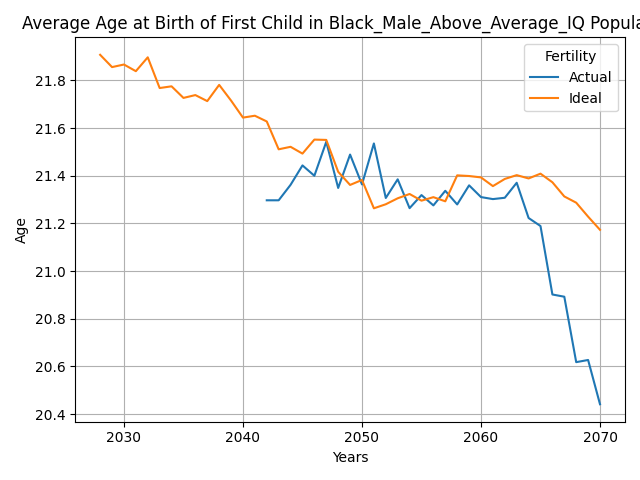 Average Age at Birth of First Child in Black_Male_Above_Average_IQ Popula
Fertility
Actual
Ideal
Age
21.8
21.6
21.4
21.2
21.0
20.8
20.6
20.4
2030 2040 2050 2060 2070
Years